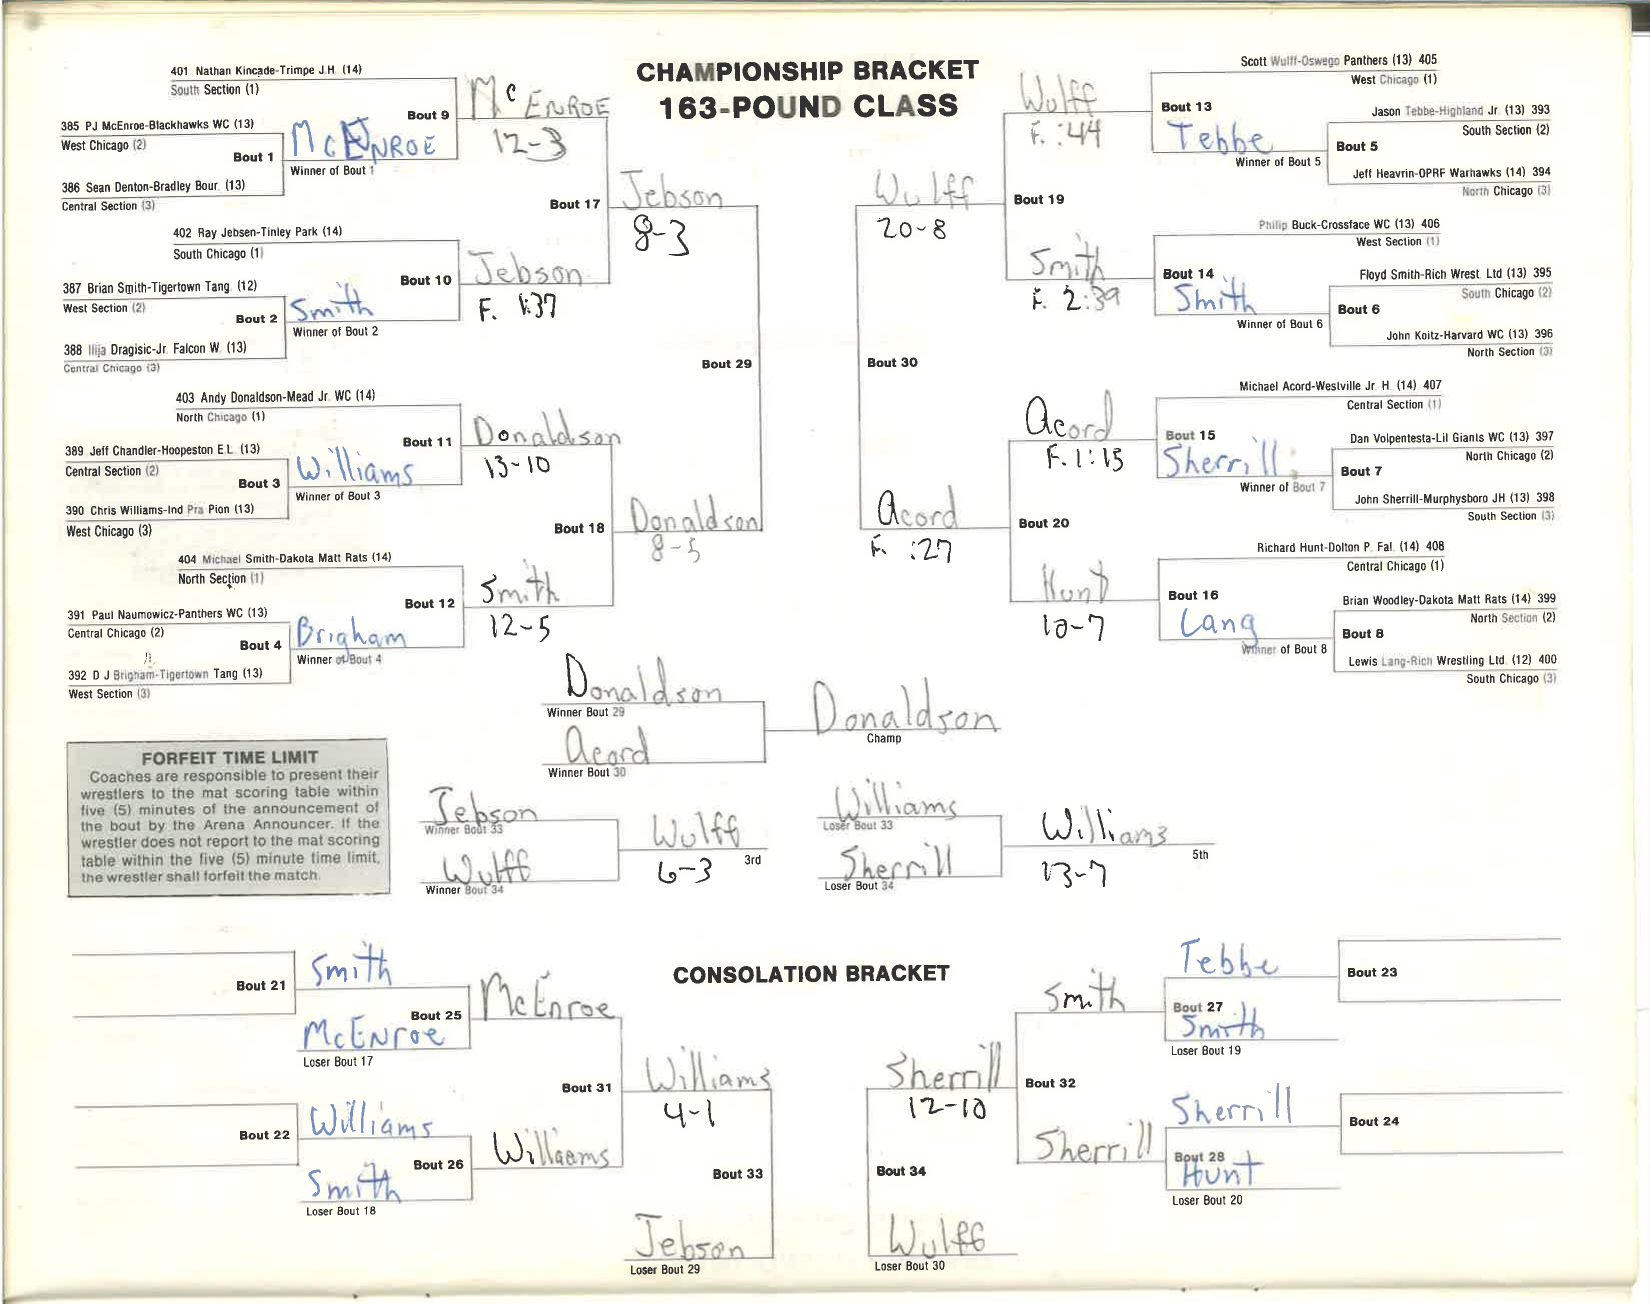 CHAMPIONSHIP BRACKET
163-POUND CLASS
401 Nathan Kincade-Trimpe J.H. (14)
South Section (1)
Bout 9
McENROE
12-3
385 PJ McEnroe-Blackhawks WC (13)
West Chicago (2)
Bout 1
McENROE
Winner of Bout 1
386 Sean Denton-Bradley Bour. (13)
Central Section (3)
Bout 17
Jebson
8-3
402 Ray Jebsen-Tinley Park (14)
South Chicago (1)
Bout 10
Jebson
F. 1:37
387 Brian Smith-Tigertown Tang. (12)
West Section (2)
Bout 2
Smith
Winner of Bout 2
388 Ilija Dragisic-Jr. Falcon W. (13)
Central Chicago (3)
Bout 29
403 Andy Donaldson-Mead Jr. WC (14)
North Chicago (1)
Bout 11
Donaldson
13-10
389 Jeff Chandler-Hoopeston E.L. (13)
Central Section (2)
Bout 3
Williams
Winner of Bout 3
390 Chris Williams-Ind Pra Pion (13)
West Chicago (3)
Bout 18
Donaldson
8-5
404 Michael Smith-Dakota Matt Rats (14)
North Section (1)
Bout 12
Smith
12-5
391 Paul Naumowicz-Panthers WC (13)
Central Chicago (2)
Bout 4
Brigham
Winner of Bout 4
392 D J Brigham-Tigertown Tang (13)
West Section (3)
Scott Wulff-Oswego Panthers (13) 405
West Chicago (1)
Wulff
F. :44
Bout 13
Tebbe
Winner of Bout 5
Jason Tebbe-Highland Jr. (13) 393
South Section (2)
Bout 5
Jeff Heavrin-OPRF Warhawks (14) 394
North Chicago (3)
Wulff
20-8
Bout 19
Philip Buck-Crossface WC (13) 406
West Section (1)
Smith
F. 2:39
Bout 14
Smith
Winner of Bout 6
Floyd Smith-Rich Wrest. Ltd (13) 395
South Chicago (2)
Bout 6
John Koitz-Harvard WC (13) 396
North Section (3)
Bout 30
Michael Acord-Westville Jr. H. (14) 407
Central Section (1)
Acord
F. 1:15
Bout 15
Sherrill
Winner of Bout 7
Dan Volpentesta-Lil Giants WC (13) 397
North Chicago (2)
Bout 7
John Sherrill-Murphysboro JH (13) 398
South Section (3)
Acord
F. :27
Bout 20
Richard Hunt-Dolton P. Fal. (14) 408
Central Chicago (1)
Hunt
10-7
Bout 16
Lang
Winner of Bout 8
Brian Woodley-Dakota Matt Rats (14) 399
North Section (2)
Bout 8
Lewis Lang-Rich Wrestling Ltd. (12) 400
South Chicago (3)
Donaldson
Winner Bout 29
Acord
Winner Bout 30
Donaldson
Champ
FORFEIT TIME LIMIT
Coaches are responsible to present their
wrestlers to the mat scoring table within
five (5) minutes of the announcement of
the bout by the Arena Announcer. If the
wrestler does not report to the mat scoring
table within the five (5) minute time limit,
the wrestler shall forfeit the match.
Jebson
Winner Bout 33
Wulff
Winner Bout 34
Wulff
6-3
3rd
Williams
Loser Bout 33
Sherrill
Loser Bout 34
Williams
13-7
5th
CONSOLATION BRACKET
Bout 21
Smith
Bout 25
McEnroe
McENroe
Loser Bout 17
Bout 31
Williams
4-1
Bout 22
Williams
Bout 26
Willaems
Smith
Loser Bout 18
Bout 33
Jebson
Loser Bout 29
Tebbe
Bout 23
Smith
Bout 27
Smith
Loser Bout 19
Sherrill
12-10
Bout 32
Sherrill
Bout 24
Sherrill
Bout 28
Hunt
Loser Bout 20
Bout 34
Wulff
Loser Bout 30